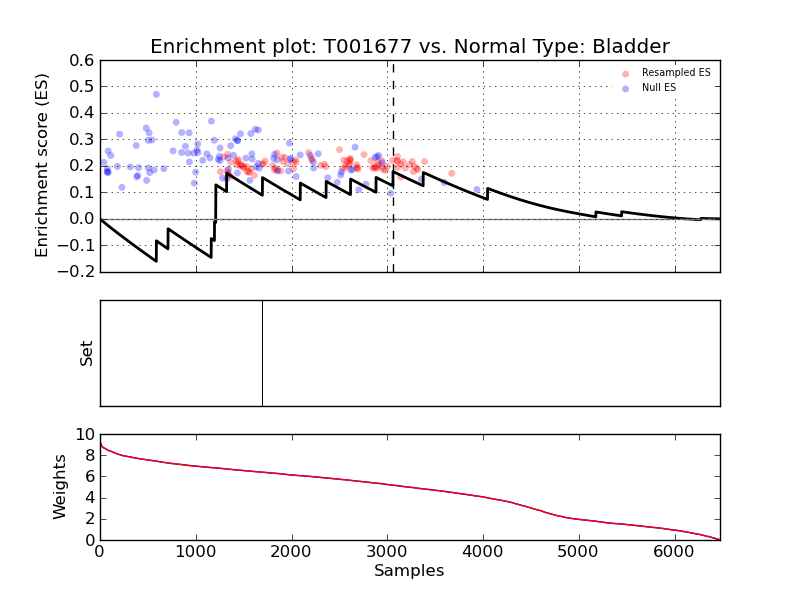 Enrichment plot: T001677 vs. Normal Type: Bladder
Enrichment score (ES)
0.6
0.5
0.4
0.3
0.2
0.1
0.0
−0.1
−0.2
Resampled ES
Null ES
Set
Weights
10
8
6
4
2
0
0 1000 2000 3000 4000 5000 6000
Samples